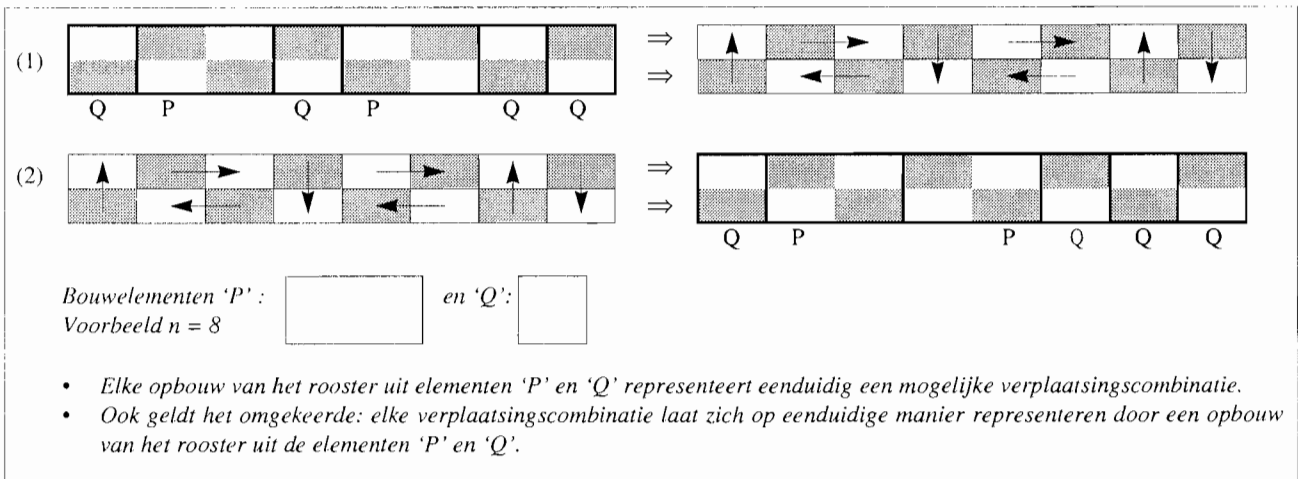 (1)
Q P Q P Q Q
⇒
⇒
(2)
⇒
⇒
Q P P Q Q Q
Bouwelementen ‘P’ : en ‘Q’:
Voorbeeld n = 8
• Elke opbouw van het rooster uit elementen ‘P’ en ‘Q’ representeert eenduidig een mogelijke verplaatsingscombinatie.
• Ook geldt het omgekeerde: elke verplaatsingscombinatie laat zich op eenduidige manier representeren door een opbouw
van het rooster uit de elementen ‘P’ en ‘Q’.